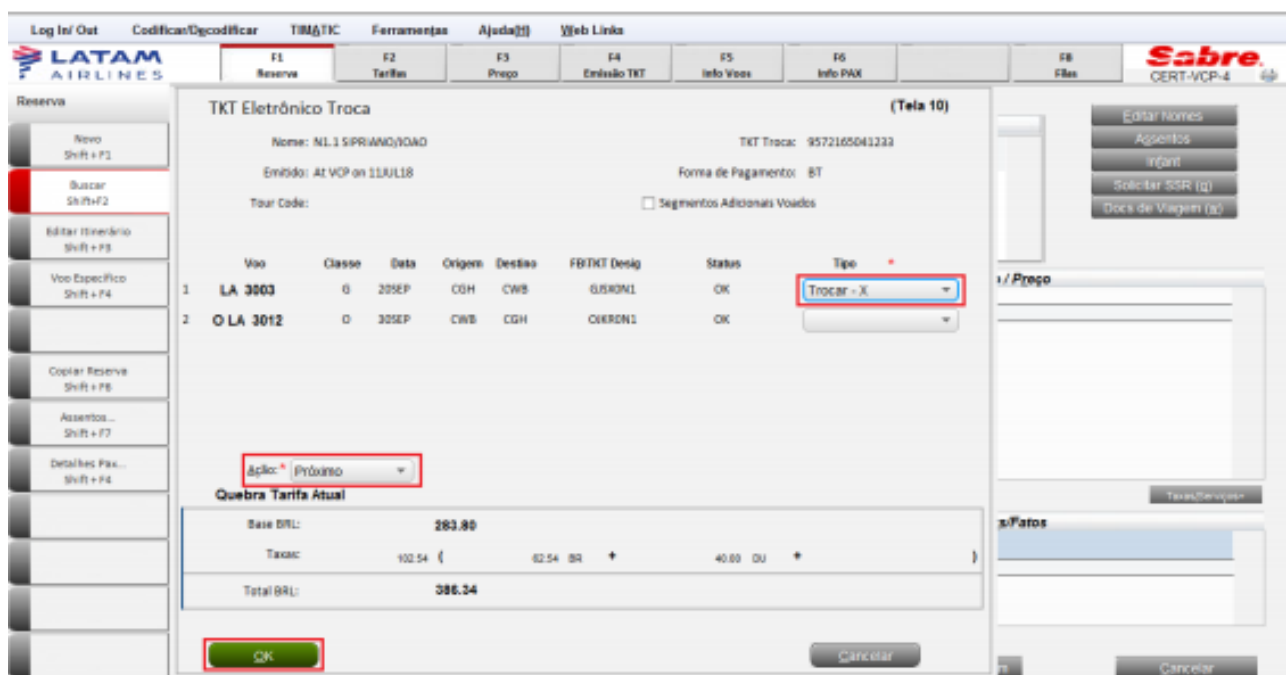 Log In/ Out Codificar/Decodificar TIMATIC Ferramentas Ajuda(H) Web Links
LATAM AIRLINES
F1 Reserva
F2 Tarifas
F3 Preço
F4 Emissão TKT
F5 Info Voos
F6 Info PAX
F8 Filas
Sabre.
CERT-VCP-4
Reserva
Novo
Shift + F1
Buscar
Shift+F2
Editar Itinerário
Shift + F3
Voo Específico
Shift + F4
Copiar Reserva
Shift + F6
Assentos...
Shift + F7
Detalhes Pax...
TKT Eletrônico Troca (Tela 10)
Nome: N1.1 SIPRIANO/JOAO TKT Troca: 9572165041233
Emitido: At VCP on 11JUL18 Forma de Pagamento: BT
Tour Code: Segmentos Adicionais Voados
Voo Classe Data Origem Destino FB/TKT Desig Status Tipo *
1 LA 3003 G 20SEP CGH CWB OK Trocar - X
2 O LA 3012 O 30SEP CWB CGH OK
Ação: * Próximo
Quebra Tarifa Atual
Base BRL: 283.80
Taxas: 102.54 ( 62.54 BR + 40.00 DU + )
Total BRL: 386.34
OK Cancelar
Editar Nomes
Assentos
Infant
Solicitar SSR (g)
Docs de Viagem (w)
/ Preço
Taxas/Serviços
s/Fatos
Cancelar